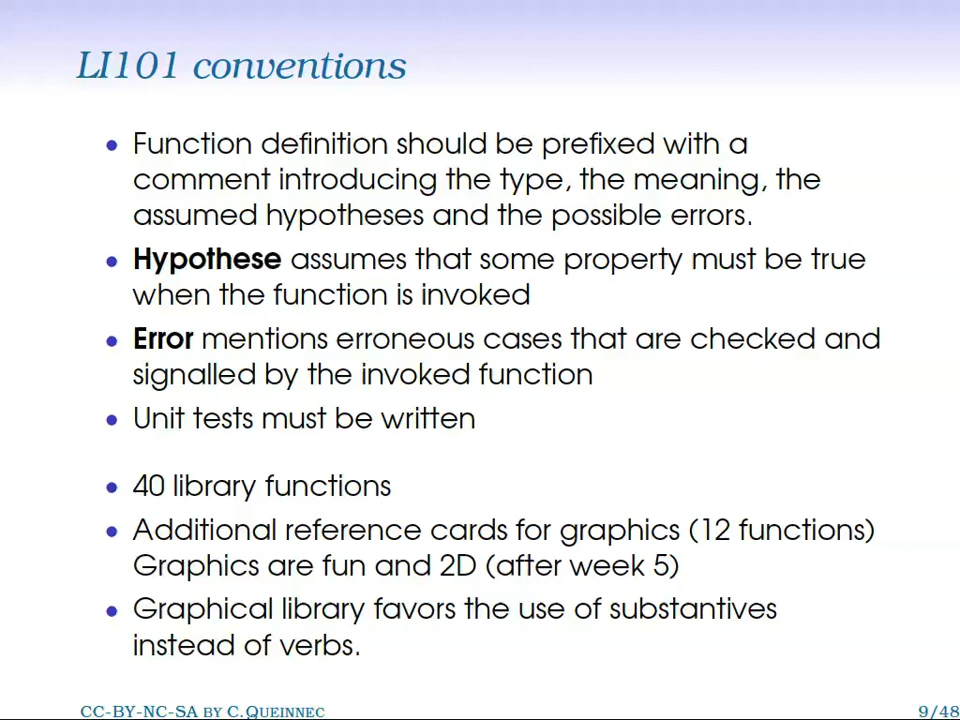 LI101 conventions
• Function definition should be prefixed with a
comment introducing the type, the meaning, the
assumed hypotheses and the possible errors.
• Hypothese assumes that some property must be true
when the function is invoked
• Error mentions erroneous cases that are checked and
signalled by the invoked function
• Unit tests must be written
• 40 library functions
• Additional reference cards for graphics (12 functions)
Graphics are fun and 2D (after week 5)
• Graphical library favors the use of substantives
instead of verbs.
CC-BY-NC-SA BY C.QUEINNEC 9/48